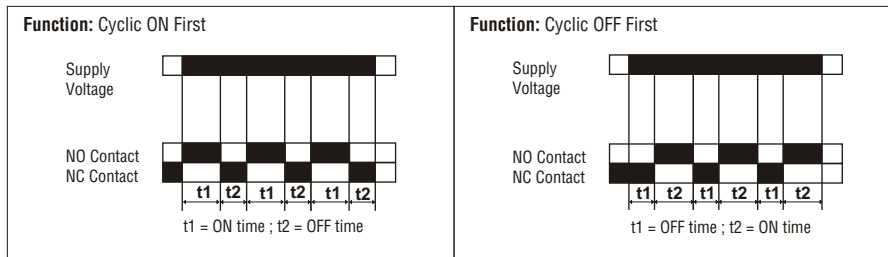 Function: Cyclic ON First
Supply
Voltage
NO Contact
NC Contact
t1 t2 t1 t2 t1 t2
t1 = ON time ; t2 = OFF time
Function: Cyclic OFF First
Supply
Voltage
NO Contact
NC Contact
t1 t2 t1 t2 t1 t2
t1 = OFF time ; t2 = ON time